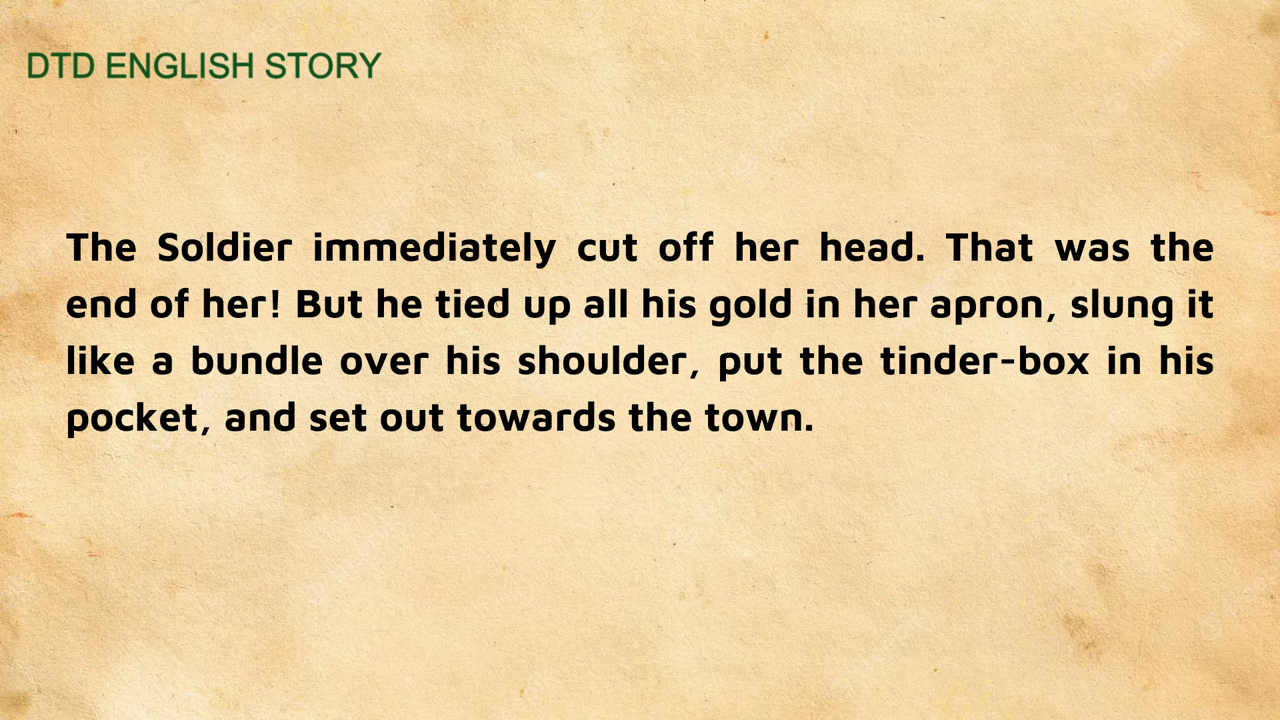 DTD ENGLISH STORY
The Soldier immediately cut off her head. That was the
end of her! But he tied up all his gold in her apron, slung it
like a bundle over his shoulder, put the tinder-box in his
pocket, and set out towards the town.